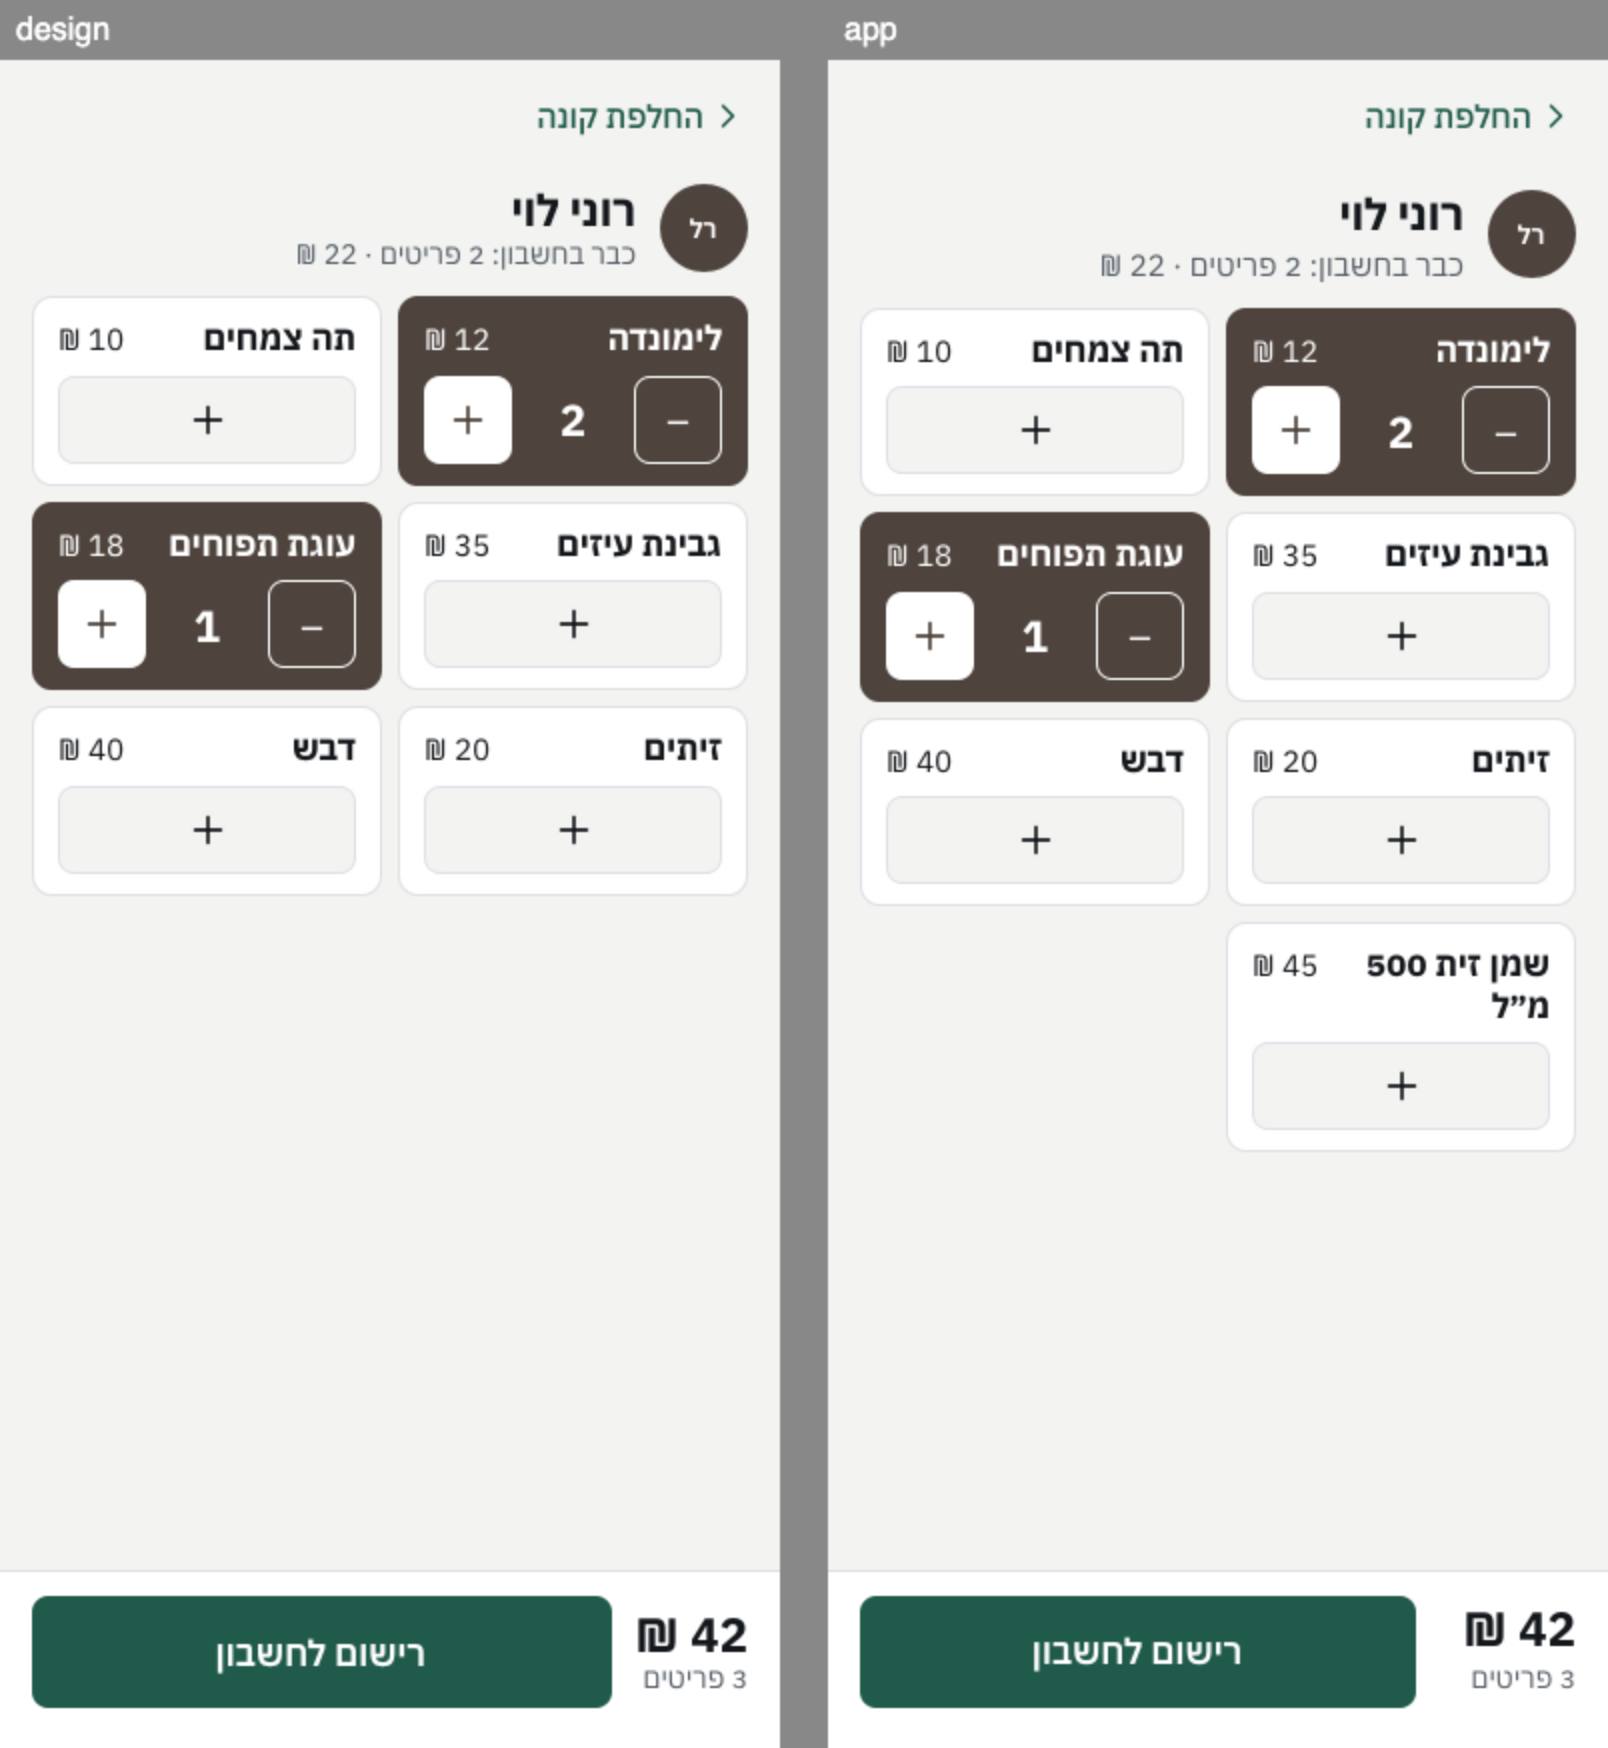 design
החלפת קונה
רל
רוני לוי
כבר בחשבון: 2 פריטים · 22 ₪
לימונדה 12 ₪
− 2 +
תה צמחים 10 ₪
+
גבינת עיזים 35 ₪
+
עוגת תפוחים 18 ₪
− 1 +
זיתים 20 ₪
+
דבש 40 ₪
+
42 ₪
3 פריטים
רישום לחשבון
app
החלפת קונה
רל
רוני לוי
כבר בחשבון: 2 פריטים · 22 ₪
לימונדה 12 ₪
− 2 +
תה צמחים 10 ₪
+
גבינת עיזים 35 ₪
+
עוגת תפוחים 18 ₪
− 1 +
זיתים 20 ₪
+
דבש 40 ₪
+
שמן זית 500 45 ₪
מ״ל
+
42 ₪
3 פריטים
רישום לחשבון